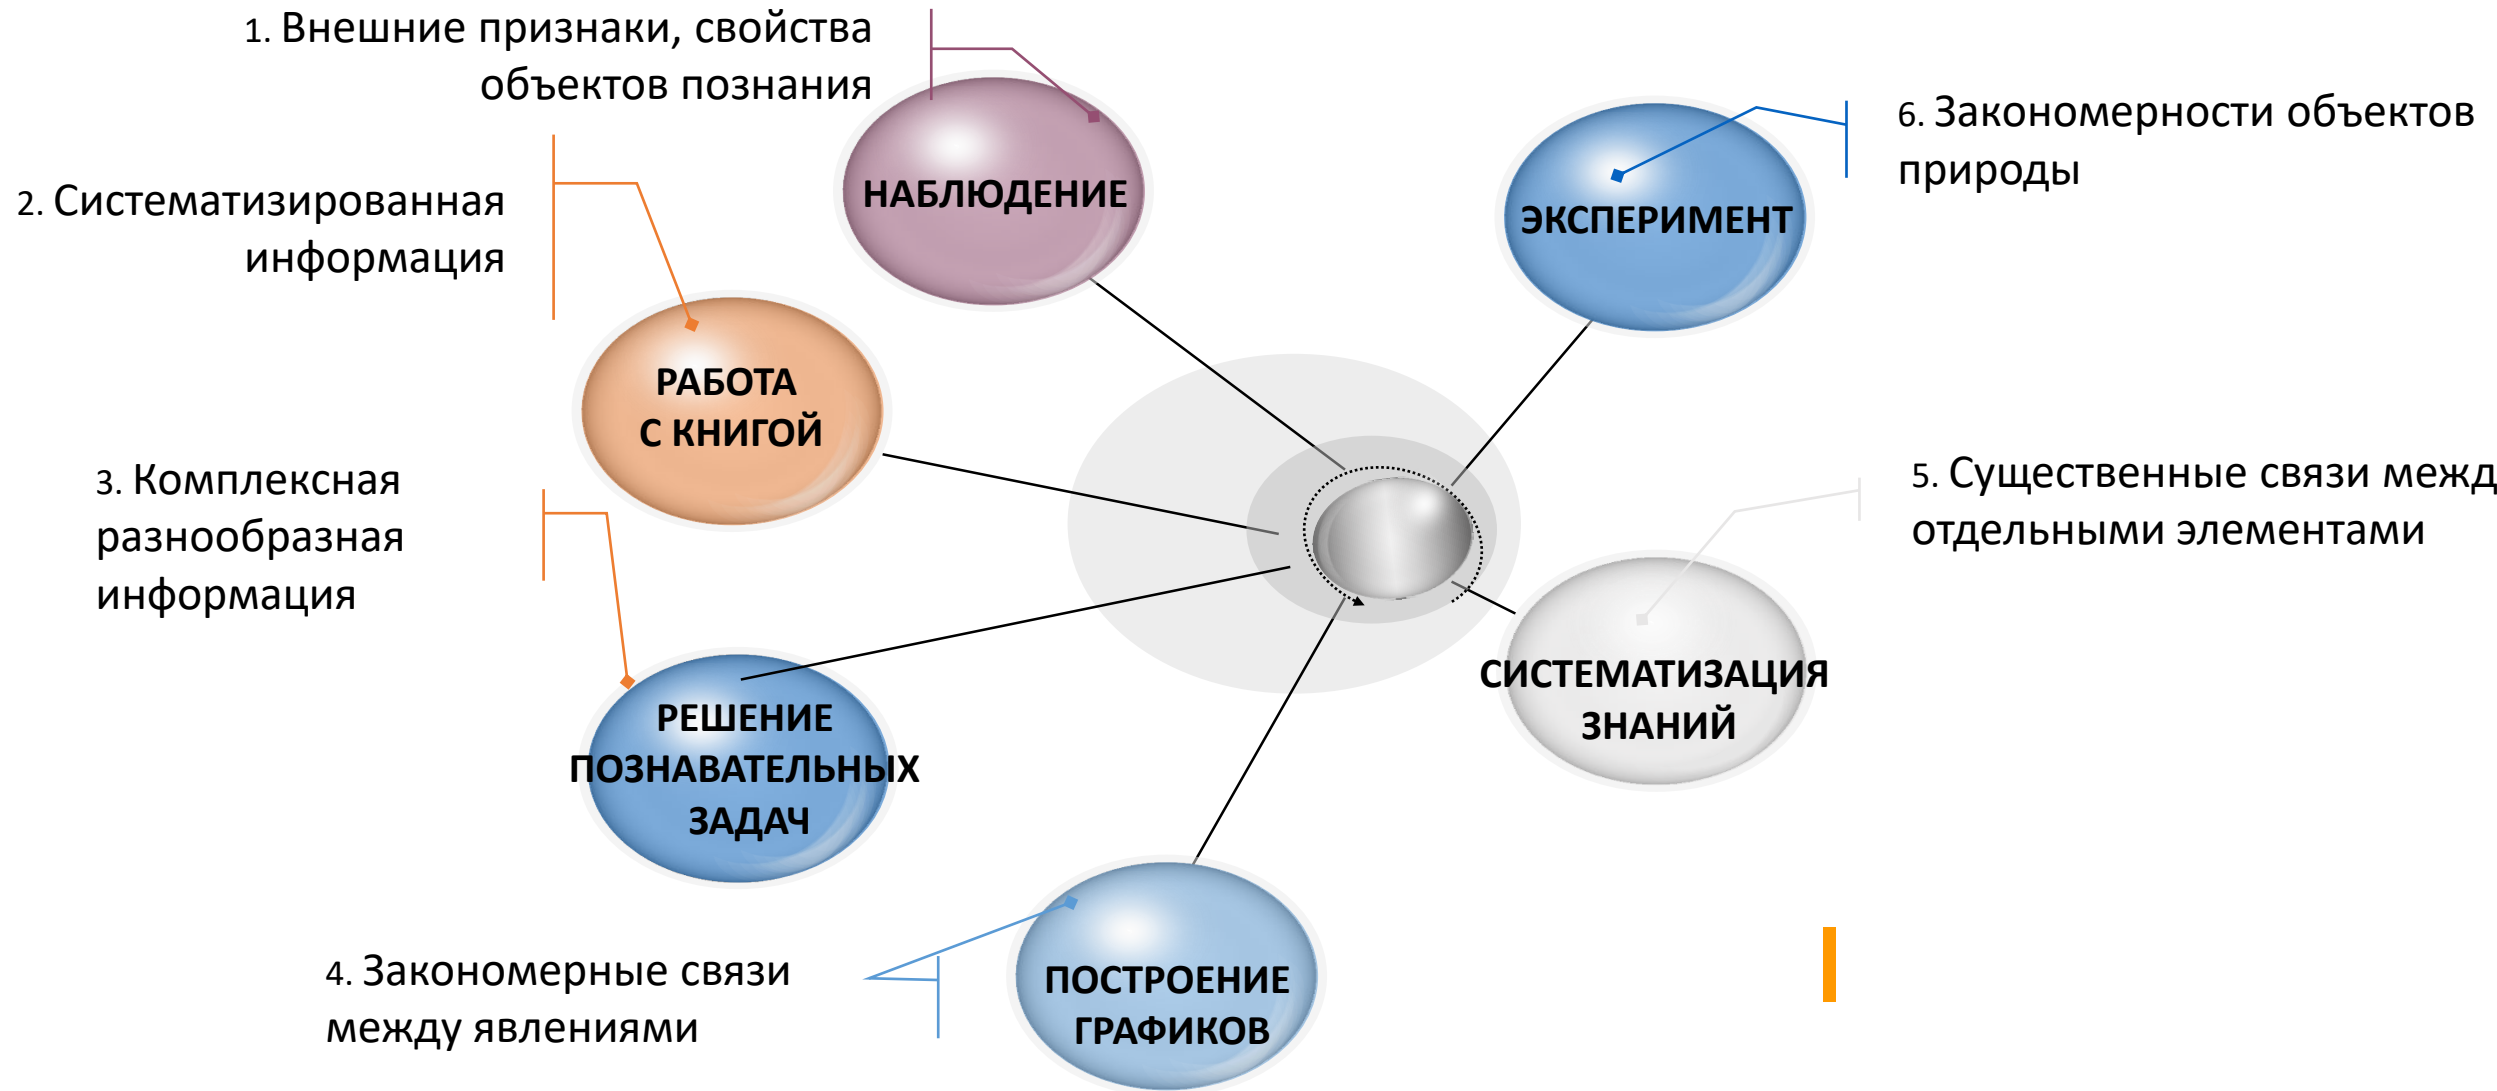 1. Внешние признаки, свойства
объектов познания
НАБЛЮДЕНИЕ
2. Систематизированная
информация
РАБОТА
С КНИГОЙ
3. Комплексная
разнообразная
информация
РЕШЕНИЕ
ПОЗНАВАТЕЛЬНЫХ
ЗАДАЧ
4. Закономерные связи
между явлениями
ПОСТРОЕНИЕ
ГРАФИКОВ
5. Существенные связи межд
отдельными элементами
СИСТЕМАТИЗАЦИЯ
ЗНАНИЙ
6. Закономерности объектов
природы
ЭКСПЕРИМЕНТ